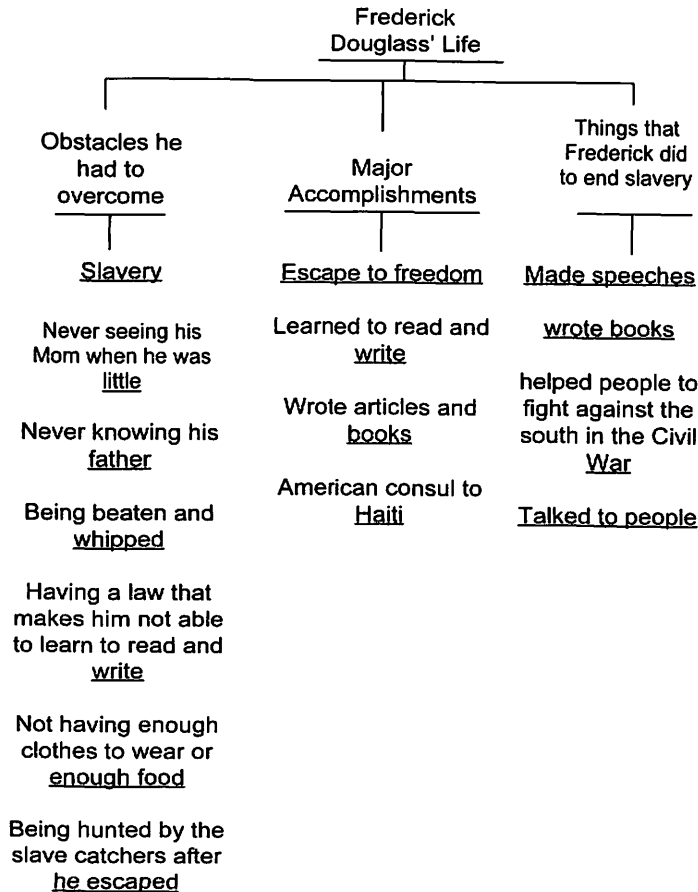 Frederick
Douglass' Life
Obstacles he
had to
overcome
Slavery
Never seeing his
Mom when he was
little
Never knowing his
father
Being beaten and
whipped
Having a law that
makes him not able
to learn to read and
write
Not having enough
clothes to wear or
enough food
Being hunted by the
slave catchers after
he escaped
Major
Accomplishments
Escape to freedom
Learned to read and
write
Wrote articles and
books
American consul to
Haiti
Things that
Frederick did
to end slavery
Made speeches
wrote books
helped people to
fight against the
south in the Civil
War
Talked to people